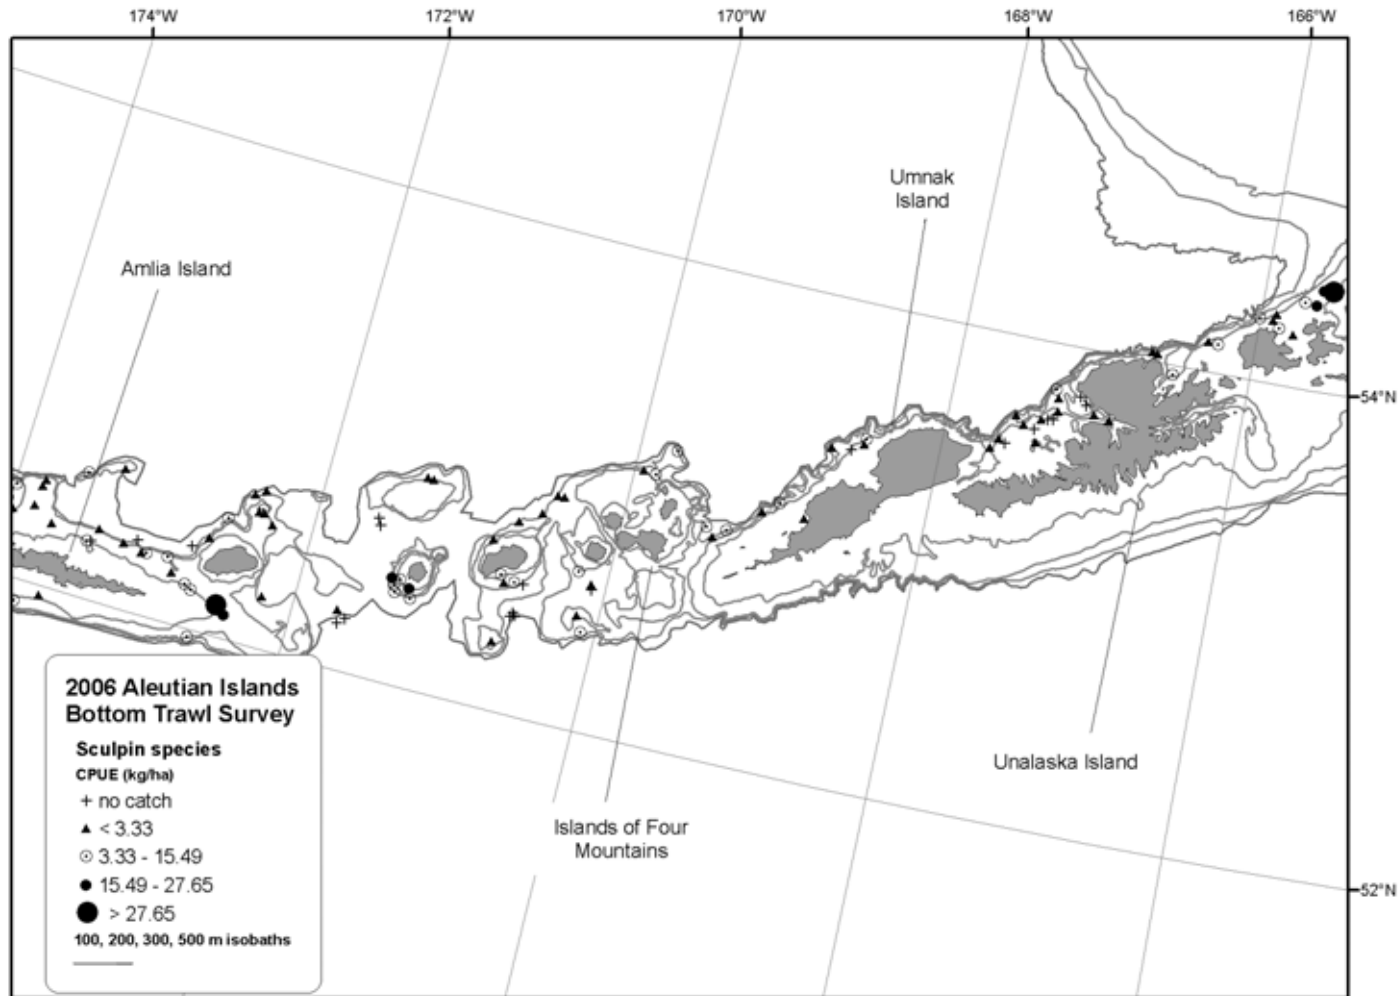 174°W
172°W
170°W
168°W
166°W
Umnak
Island
Amlia Island
54°N
Unalaska Island
Islands of Four
Mountains
52°N
2006 Aleutian Islands
Bottom Trawl Survey
Sculpin species
CPUE (kg/ha)
+ no catch
< 3.33
3.33 - 15.49
15.49 - 27.65
> 27.65
100, 200, 300, 500 m isobaths